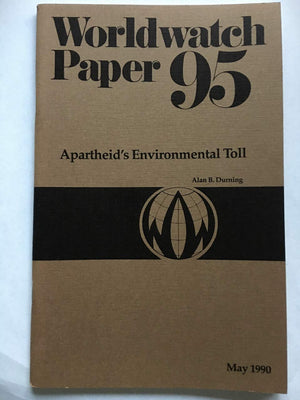 Worldwatch
Paper 95
Apartheid's Environmental Toll
Alan B. Durning
May 1990